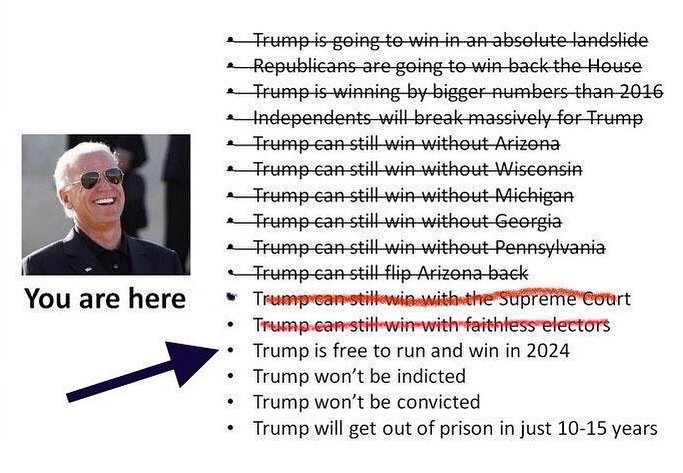 Trump is going to win in an absolute landslide
Republicans are going to win back the House
Trump is winning by bigger numbers than 2016
Independents will break massively for Trump
Trump can still win without Arizona
Trump can still win without Wisconsin
Trump can still win without Michigan
Trump can still win without Georgia
Trump can still win without Pennsylvania
Trump can still flip Arizona back
You are here
Trump can still win with the Supreme Court
Trump can still win with faithless electors
Trump is free to run and win in 2024
Trump won’t be indicted
Trump won’t be convicted
Trump will get out of prison in just 10-15 years